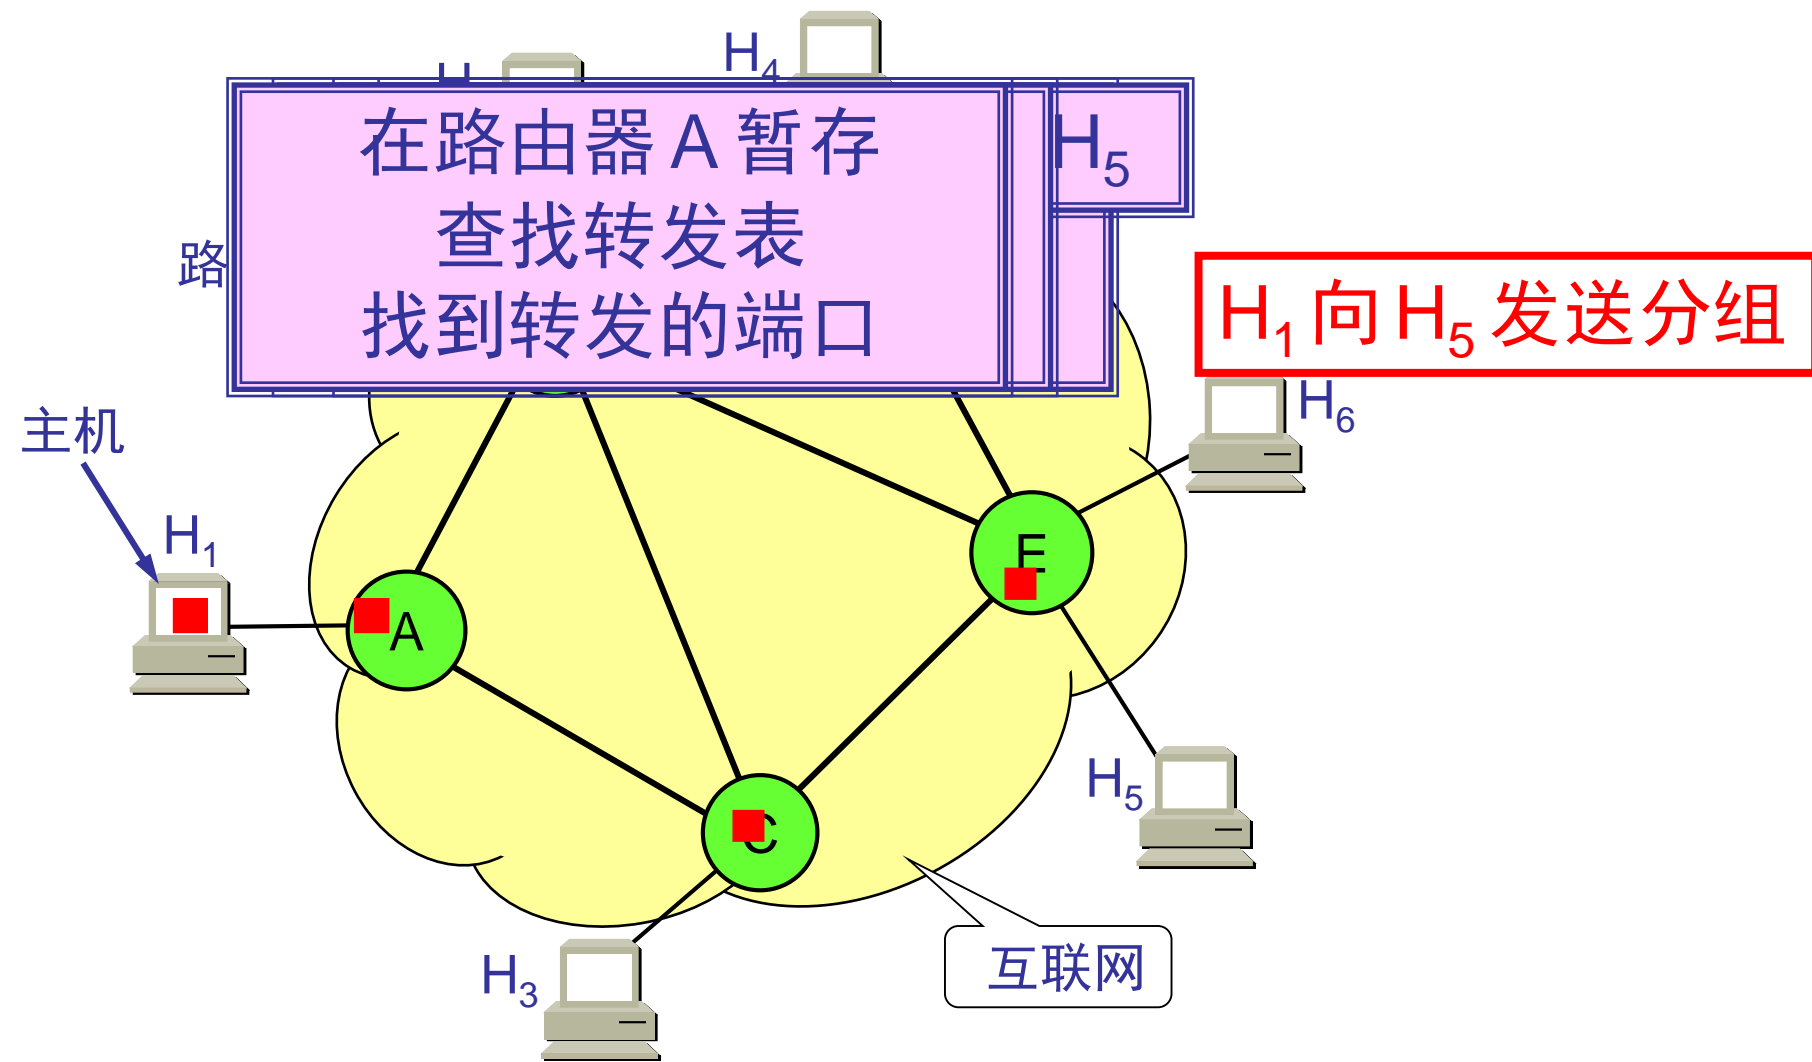 H4
H
在路由器 A 暂存
H5
查找转发表
路
找到转发的端口
H1 向 H5 发送分组
H6
主机
H1
E
A
H5
C
互联网
H3